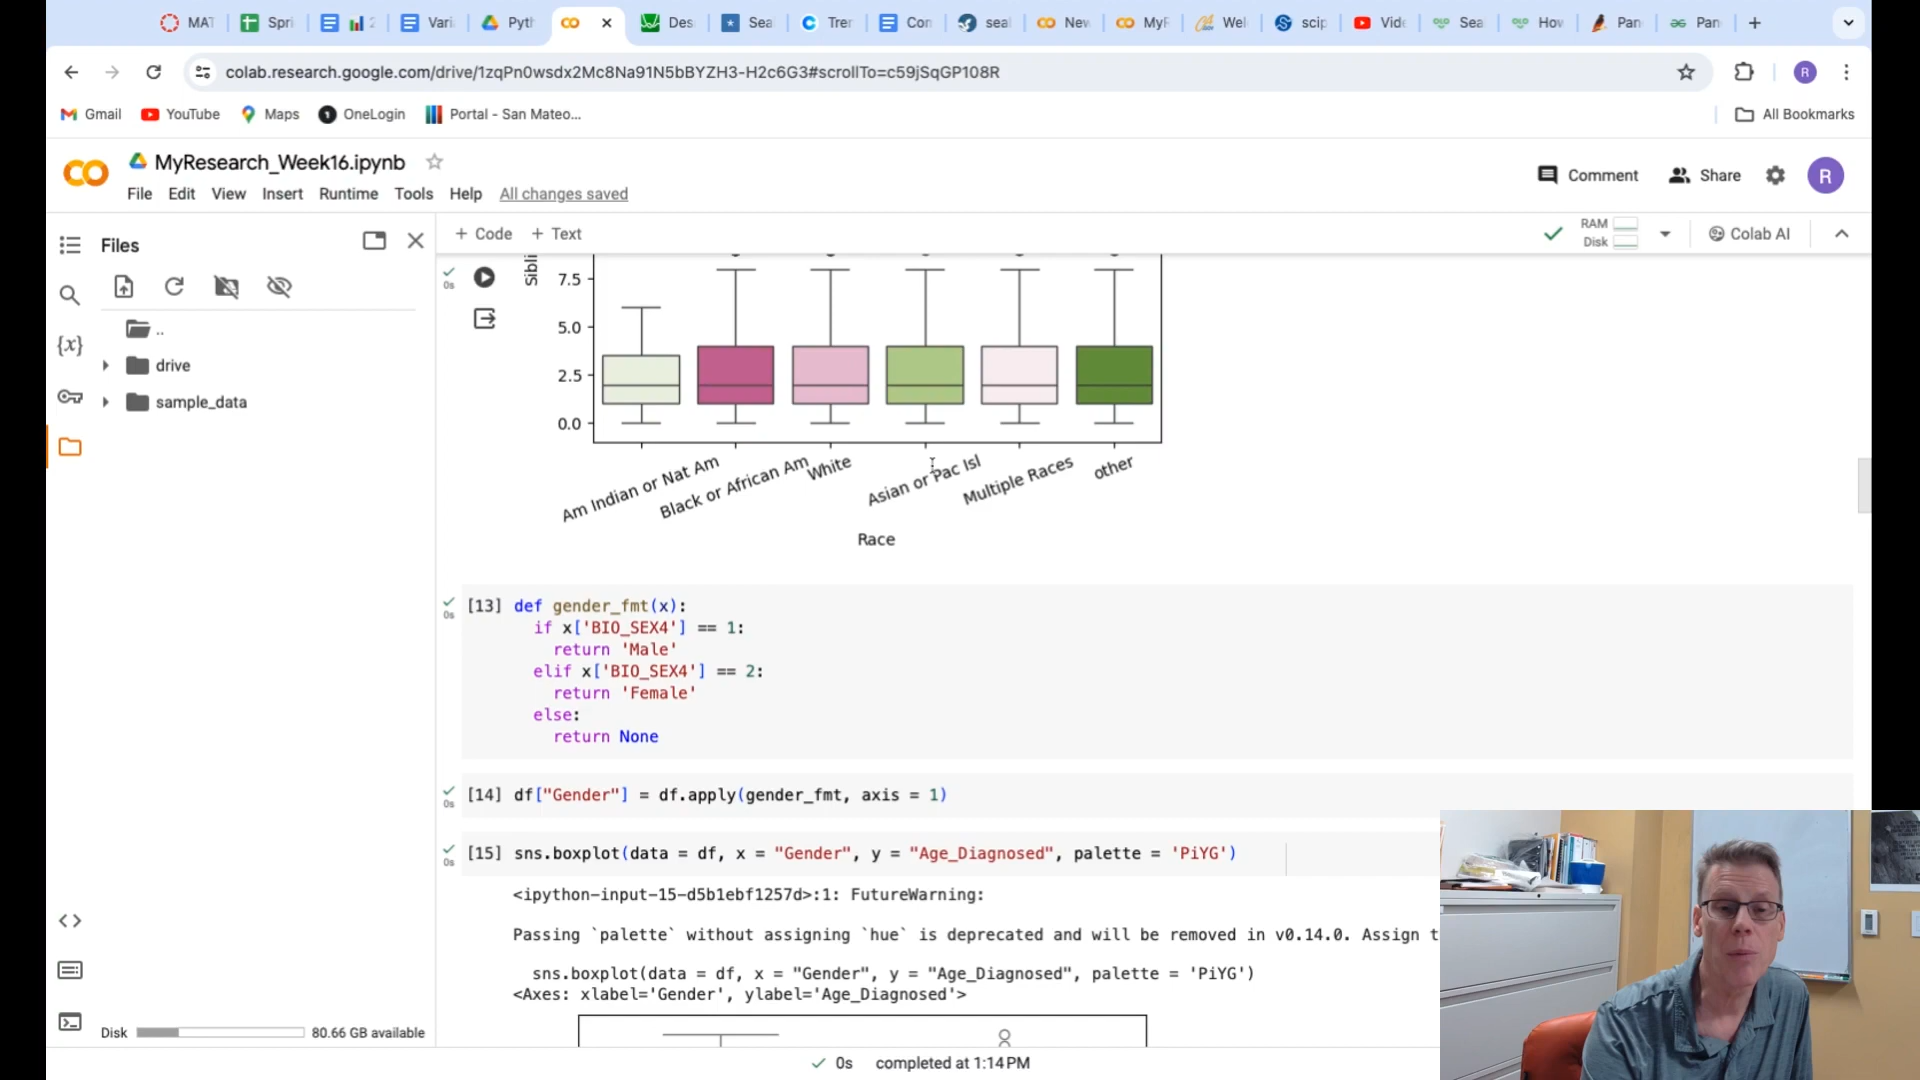 MAT
Spri
2
Vari
Pyth
Des
Sea
Trer
Con
seal
New
MyF
Wel
scip
Vide
Sea
How
Pan
Pan
colab.research.google.com/drive/1zqPn0wsdx2Mc8Na91N5bBYZH3-H2c6G3#scrollTo=c59jSqGP108R
R
Gmail
YouTube
Maps
OneLogin
Portal - San Mateo...
All Bookmarks
MyResearch_Week16.ipynb
File Edit View Insert Runtime Tools Help All changes saved
Comment
Share
R
Files
+ Code + Text
RAM
Disk
Colab AI
..
drive
sample_data
{x}
0s
Sibli
7.5
5.0
2.5
0.0
Am Indian or Nat Am
Black or African Am
White
Asian or Pac Isl
Multiple Races
other
Race
0s
[13] def gender_fmt(x):
if x['BIO_SEX4'] == 1:
return 'Male'
elif x['BIO_SEX4'] == 2:
return 'Female'
else:
return None
0s
[14] df["Gender"] = df.apply(gender_fmt, axis = 1)
0s
[15] sns.boxplot(data = df, x = "Gender", y = "Age_Diagnosed", palette = 'PiYG')
<ipython-input-15-d5b1ebf1257d>:1: FutureWarning:
Passing `palette` without assigning `hue` is deprecated and will be removed in v0.14.0. Assign t
sns.boxplot(data = df, x = "Gender", y = "Age_Diagnosed", palette = 'PiYG')
<Axes: xlabel='Gender', ylabel='Age_Diagnosed'>
Disk
80.66 GB available
0s completed at 1:14 PM